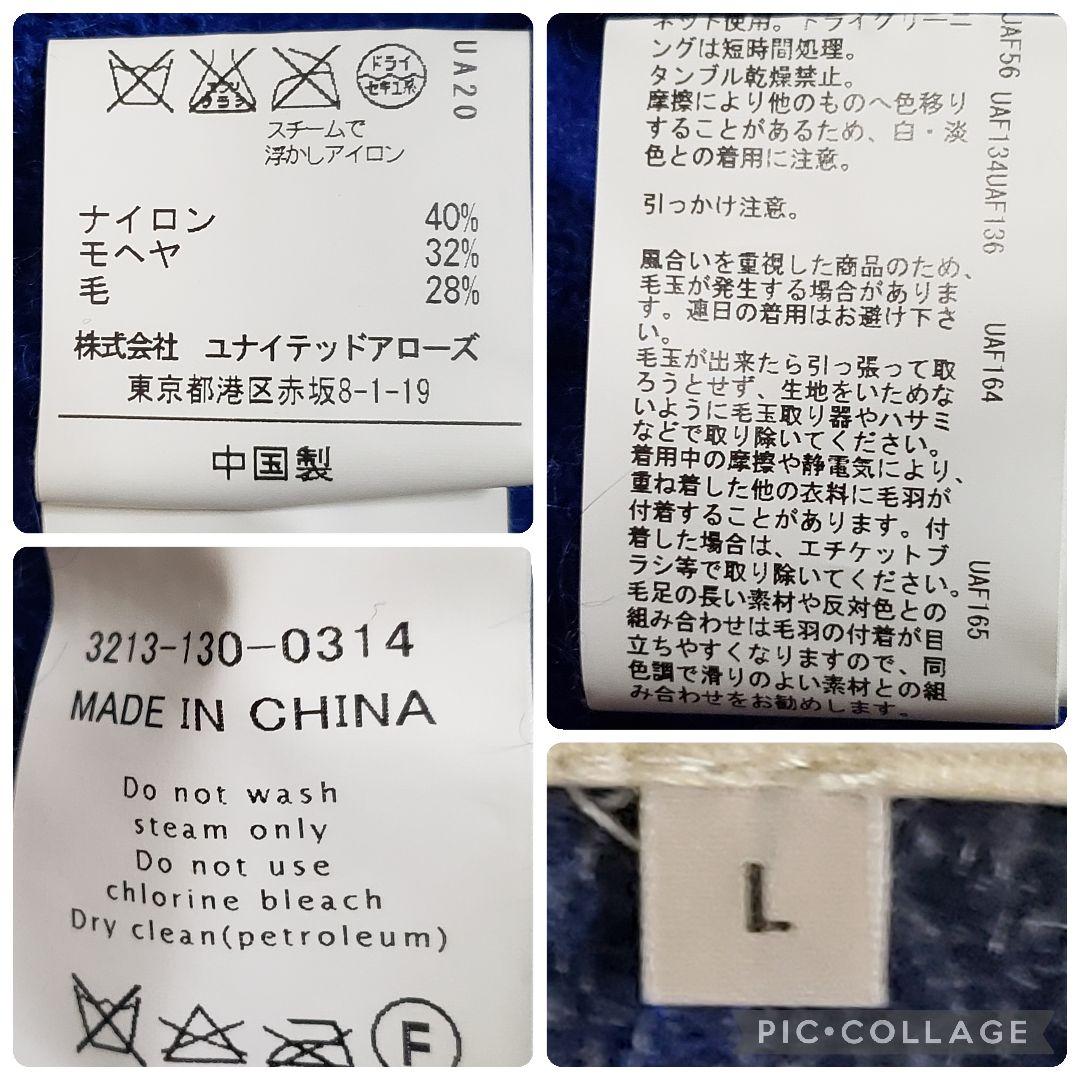 ドライ
セキユ系
エンソ
サラシ
UA20
スチームで
浮かしアイロン
ナイロン 40%
モヘヤ 32%
毛 28%
株式会社 ユナイテッドアローズ
東京都港区赤坂8-1-19
中国製
ネット使用。ドライクリーニ
ングは短時間処理。
タンブル乾燥禁止。
摩擦により他のものへ色移り
することがあるため、白・淡
色との着用に注意。
引っかけ注意。
風合いを重視した商品のため、
毛玉が発生する場合がありま
す。連日の着用はお避け下さ
い。
毛玉が出来たら引っ張って取
ろうとせず、生地をいためな
いように毛玉取り器やハサミ
などで取り除いてください。
着用中の摩擦や静電気により、
重ね着した他の衣料に毛羽が
付着することがあります。付
着した場合は、エチケットブ
ラシ等で取り除いてください。
毛足の長い素材や反対色との
組み合わせは毛羽の付着が目
立ちやすくなりますので、同
色調で滑りのよい素材との組
み合わせをお勧めします。
UAF56 UAF134UAF136 UAF164 UAF165
3213-130-0314
MADE IN CHINA
Do not wash
steam only
Do not use
chlorine bleach
Dry clean(petroleum)
F
L
PIC•COLLAGE